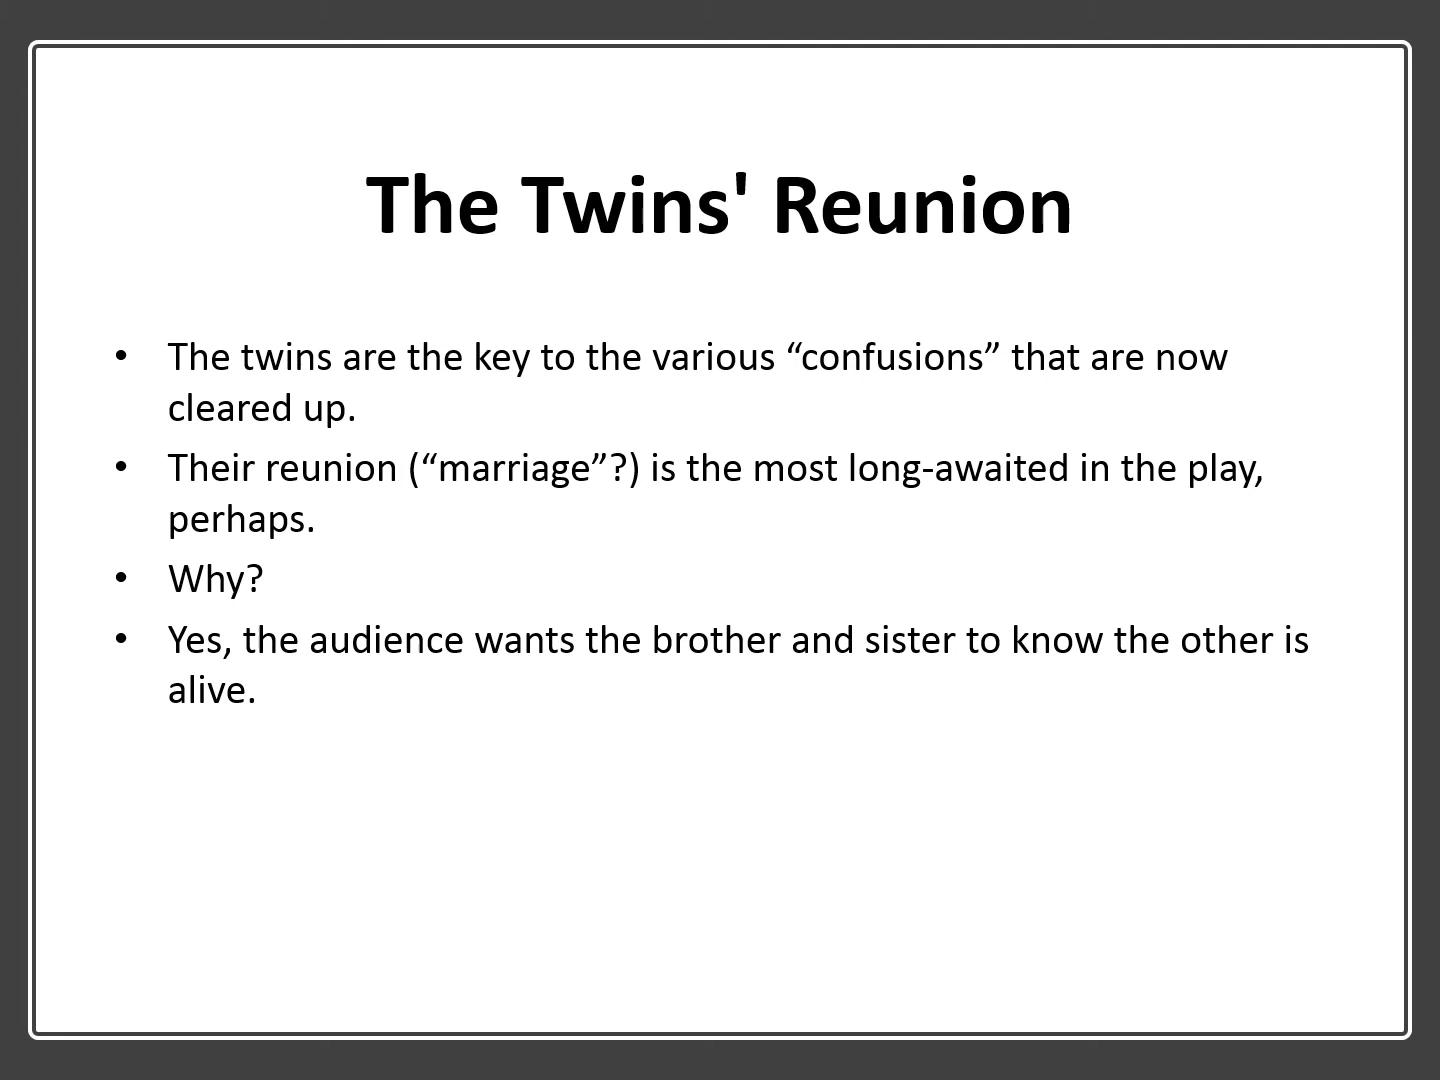 The Twins' Reunion
• The twins are the key to the various “confusions” that are now
cleared up.
• Their reunion (“marriage”?) is the most long-awaited in the play,
perhaps.
• Why?
• Yes, the audience wants the brother and sister to know the other is
alive.